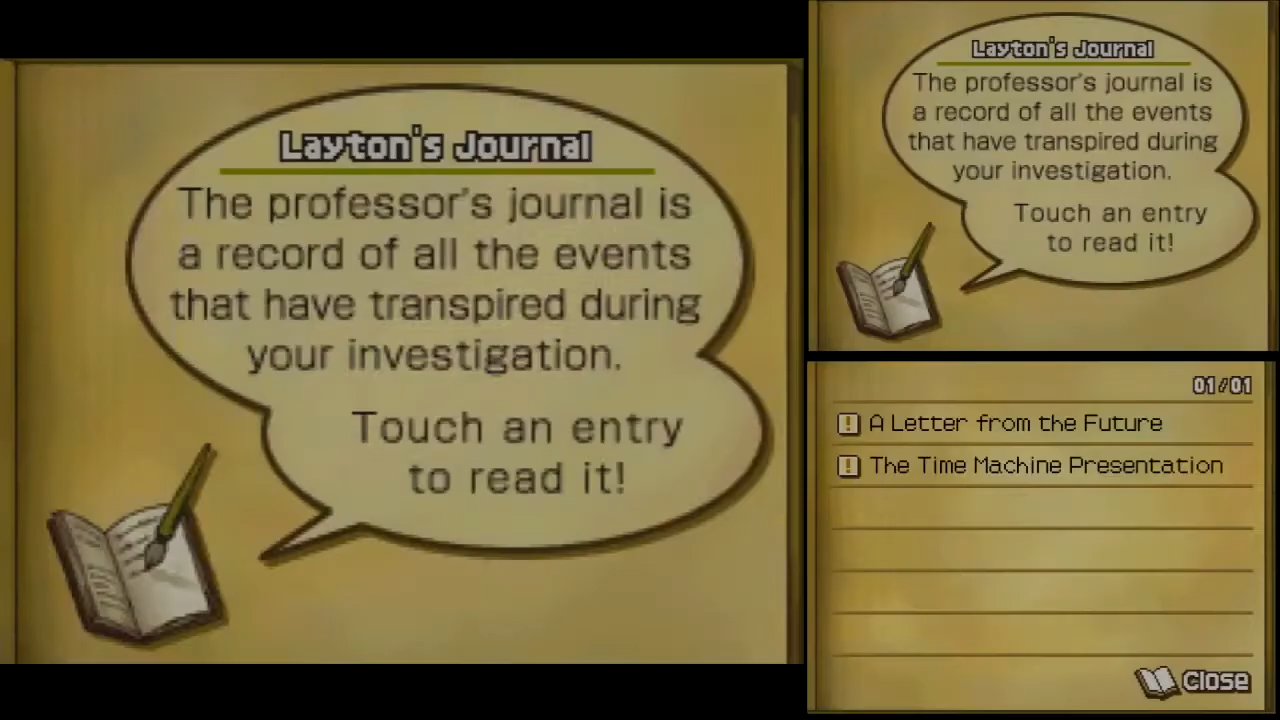 Layton's Journal
The professor's journal is
a record of all the events
that have transpired during
your investigation.
Touch an entry
to read it!
Layton's Journal
The professor's journal is
a record of all the events
that have transpired during
your investigation.
Touch an entry
to read it!
01/01
! A Letter from the Future
! The Time Machine Presentation
Close